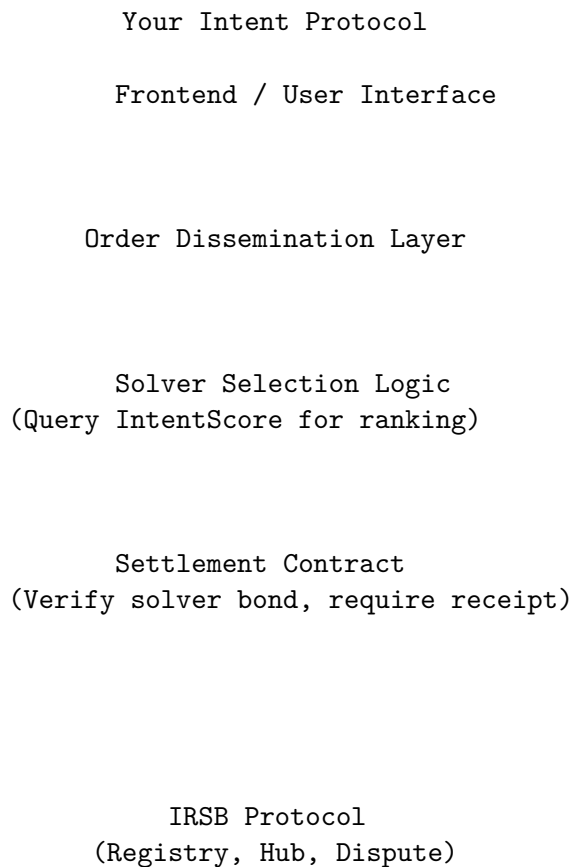 Your Intent Protocol
Frontend / User Interface
Order Dissemination Layer
Solver Selection Logic
(Query IntentScore for ranking)
Settlement Contract
(Verify solver bond, require receipt)
IRSB Protocol
(Registry, Hub, Dispute)